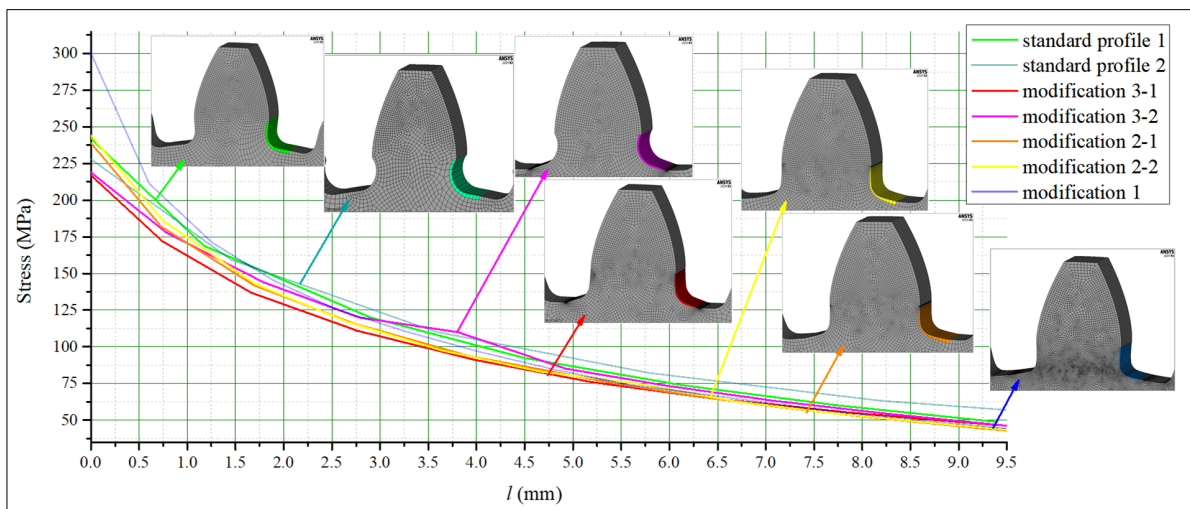 300
275
250
225
200
175
150
125
100
75
50
Stress (MPa)
0.0 0.5 1.0 1.5 2.0 2.5 3.0 3.5 4.0 4.5 5.0 5.5 6.0 6.5 7.0 7.5 8.0 8.5 9.0 9.5
l (mm)
standard profile 1
standard profile 2
modification 3-1
modification 3-2
modification 2-1
modification 2-2
modification 1
ANSYS
ANSYS
ANSYS
ANSYS
ANSYS
ANSYS
ANSYS